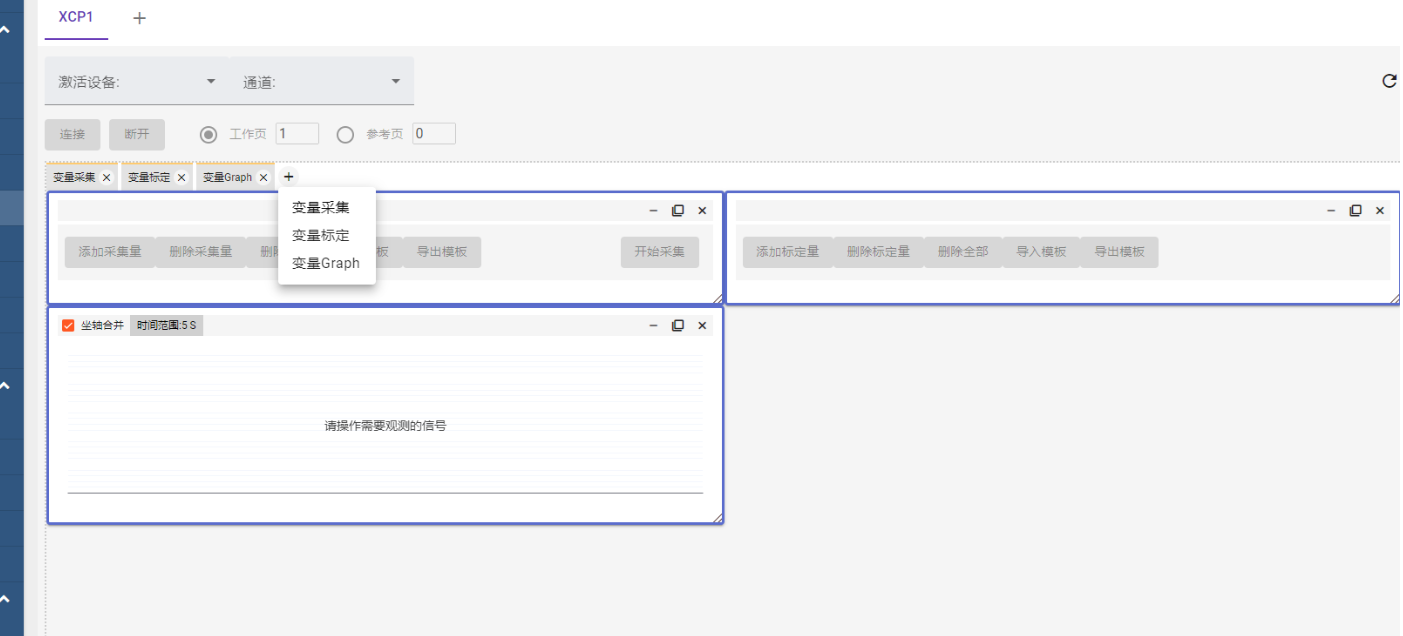 XCP1 +
激活设备: 通道:
连接 断开 工作页 1 参考页 0
变量采集 × 变量标定 × 变量Graph × +
变量采集
变量标定
变量Graph
添加采集量 删除采集量 板 导出模板 开始采集
添加标定量 删除标定量 删除全部 导入模板 导出模板
坐轴合并 时间范围:5 S
请操作需要观测的信号